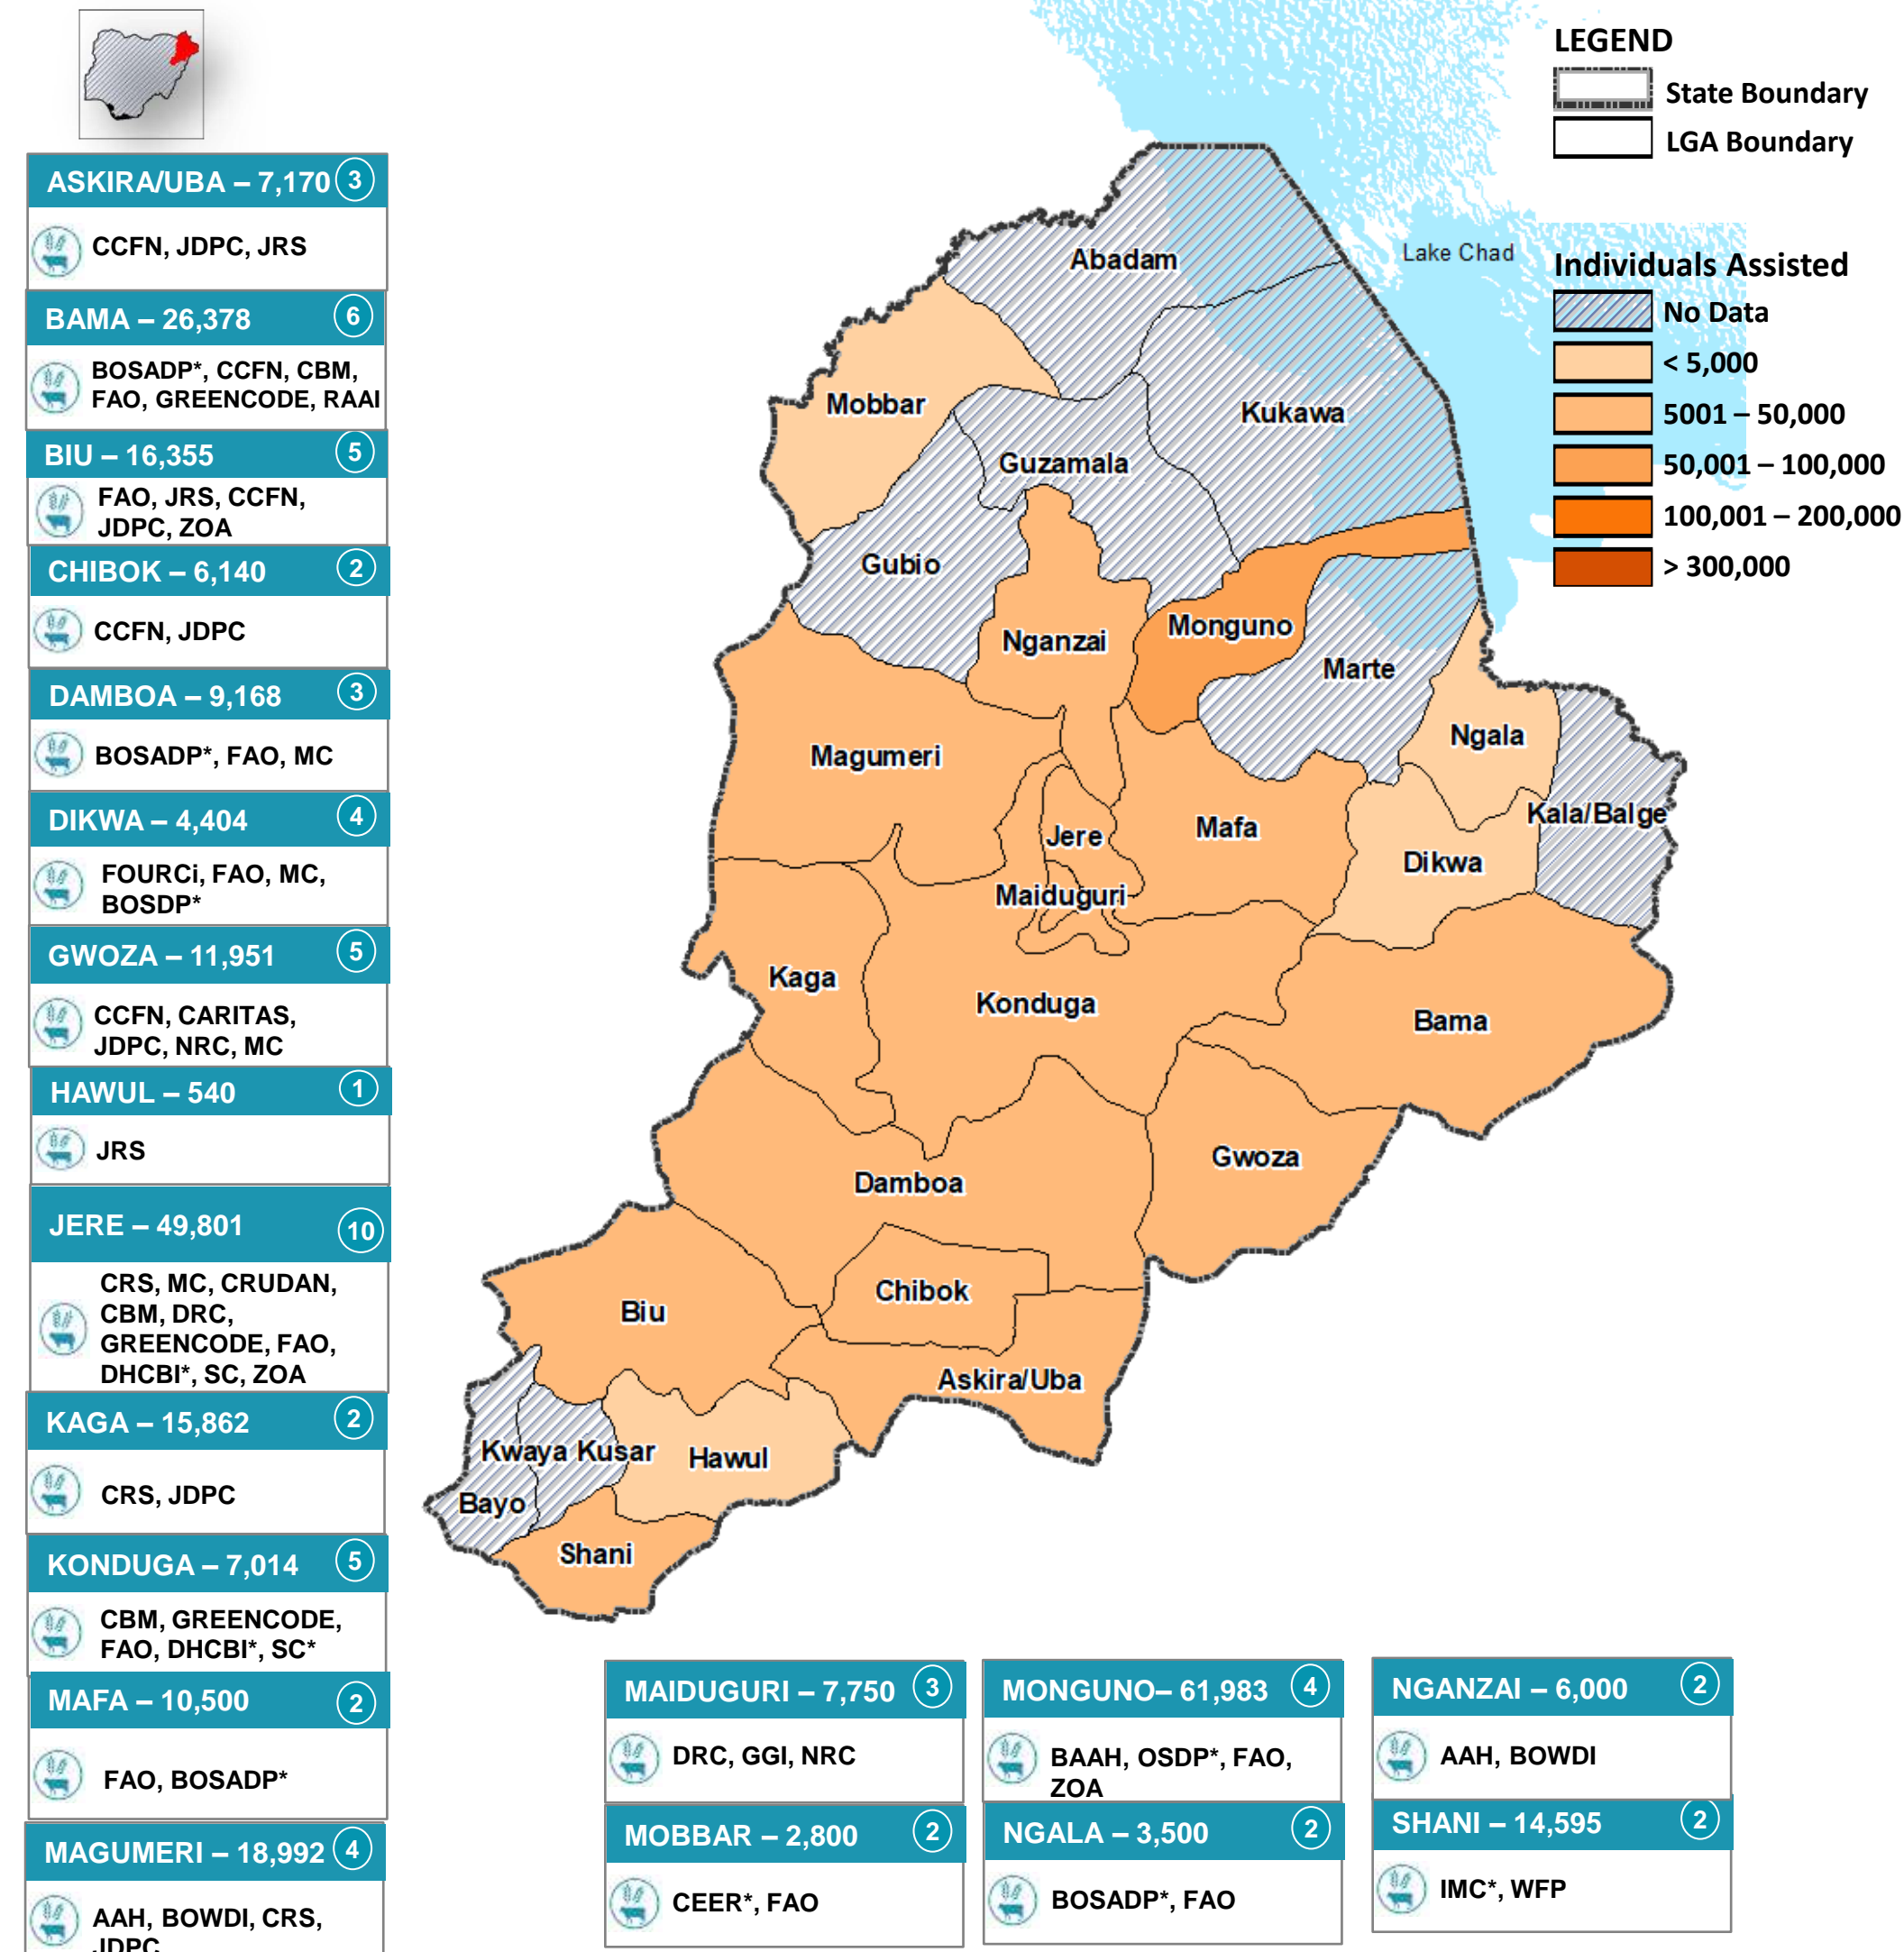 ASKIRA/UBA – 7,170 3
CCFN, JDPC, JRS
BAMA – 26,378 6
BOSADP*, CCFN, CBM,
FAO, GREENCODE, RAAI
BIU – 16,355 5
FAO, JRS, CCFN,
JDPC, ZOA
CHIBOK – 6,140 2
CCFN, JDPC
DAMBOA – 9,168 3
BOSADP*, FAO, MC
DIKWA – 4,404 4
FOURCi, FAO, MC,
BOSDP*
GWOZA – 11,951 5
CCFN, CARITAS,
JDPC, NRC, MC
HAWUL – 540 1
JRS
JERE – 49,801 10
CRS, MC, CRUDAN,
CBM, DRC,
GREENCODE, FAO,
DHCBI*, SC, ZOA
KAGA – 15,862 2
CRS, JDPC
KONDUGA – 7,014 5
CBM, GREENCODE,
FAO, DHCBI*, SC*
MAFA – 10,500 2
FAO, BOSADP*
MAGUMERI – 18,992 4
AAH, BOWDI, CRS,
JDPC
LEGEND
State Boundary
LGA Boundary
Individuals Assisted
No Data
< 5,000
5001 – 50,000
50,001 – 100,000
100,001 – 200,000
> 300,000
Lake Chad
Abadam
Mobbar
Kukawa
Guzamala
Gubio
Nganzai
Monguno
Marte
Ngala
Magumeri
Kala/Balge
Mafa
Jere
Dikwa
Maiduguri
Kaga
Konduga
Bama
Gwoza
Damboa
Chibok
Biu
Askira/Uba
Kwaya Kusar
Hawul
Bayo
Shani
MAIDUGURI – 7,750 3
DRC, GGI, NRC
MONGUNO– 61,983 4
BAAH, OSDP*, FAO,
ZOA
NGANZAI – 6,000 2
AAH, BOWDI
MOBBAR – 2,800 2
CEER*, FAO
NGALA – 3,500 2
BOSADP*, FAO
SHANI – 14,595 2
IMC*, WFP